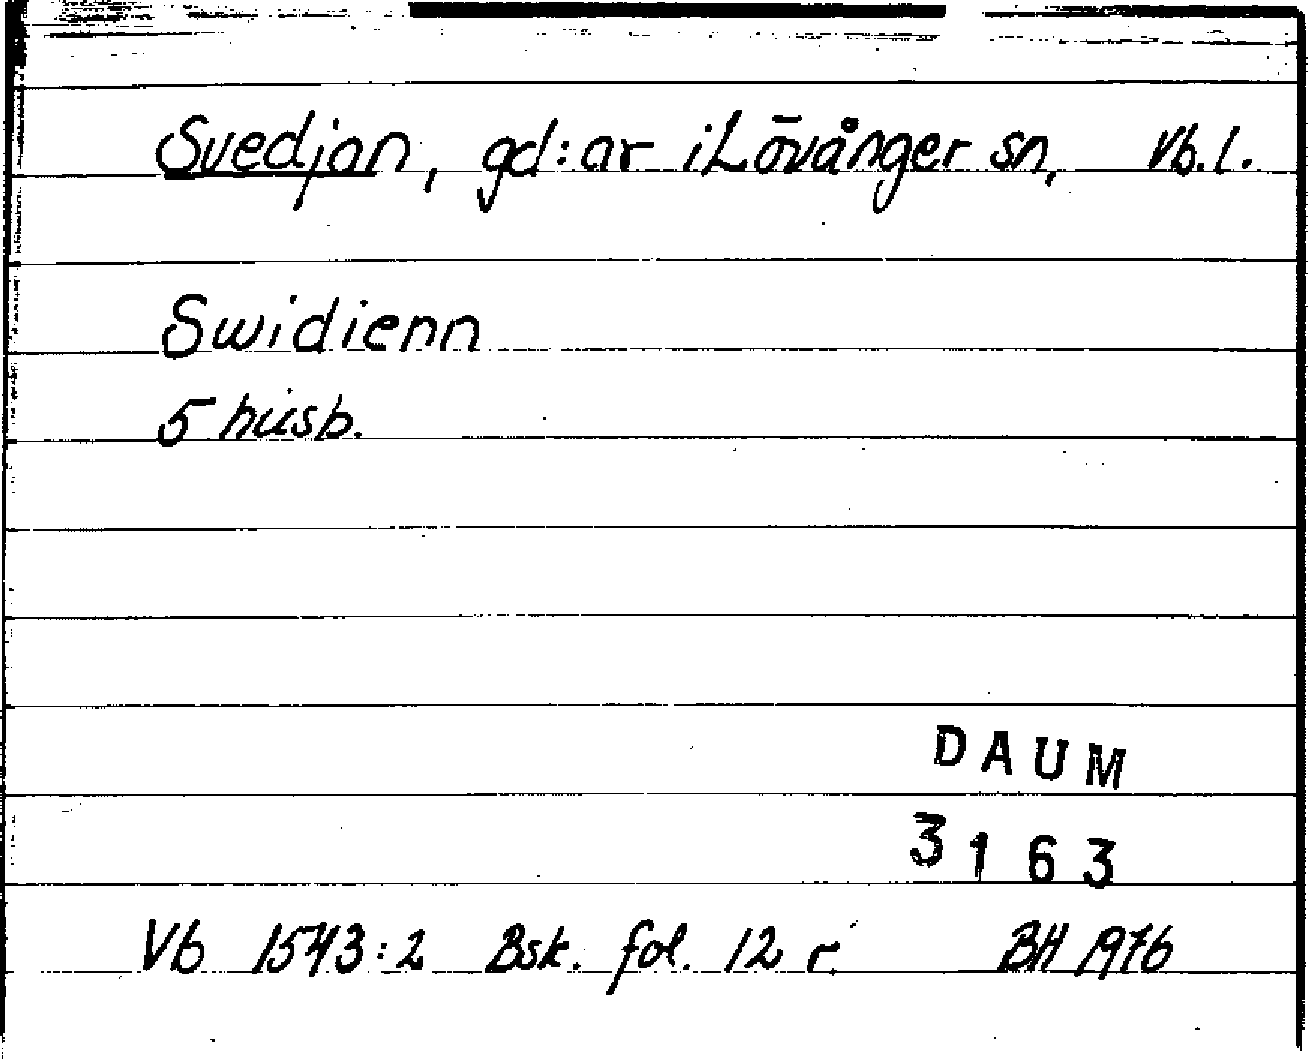 Svedjan, gd:ar i Lövånger sn, Vb. l.
Swidienn
5 husb.
DAUM
3163
Vb 1543:2 Bsk. fol. 12 r. BH 1976